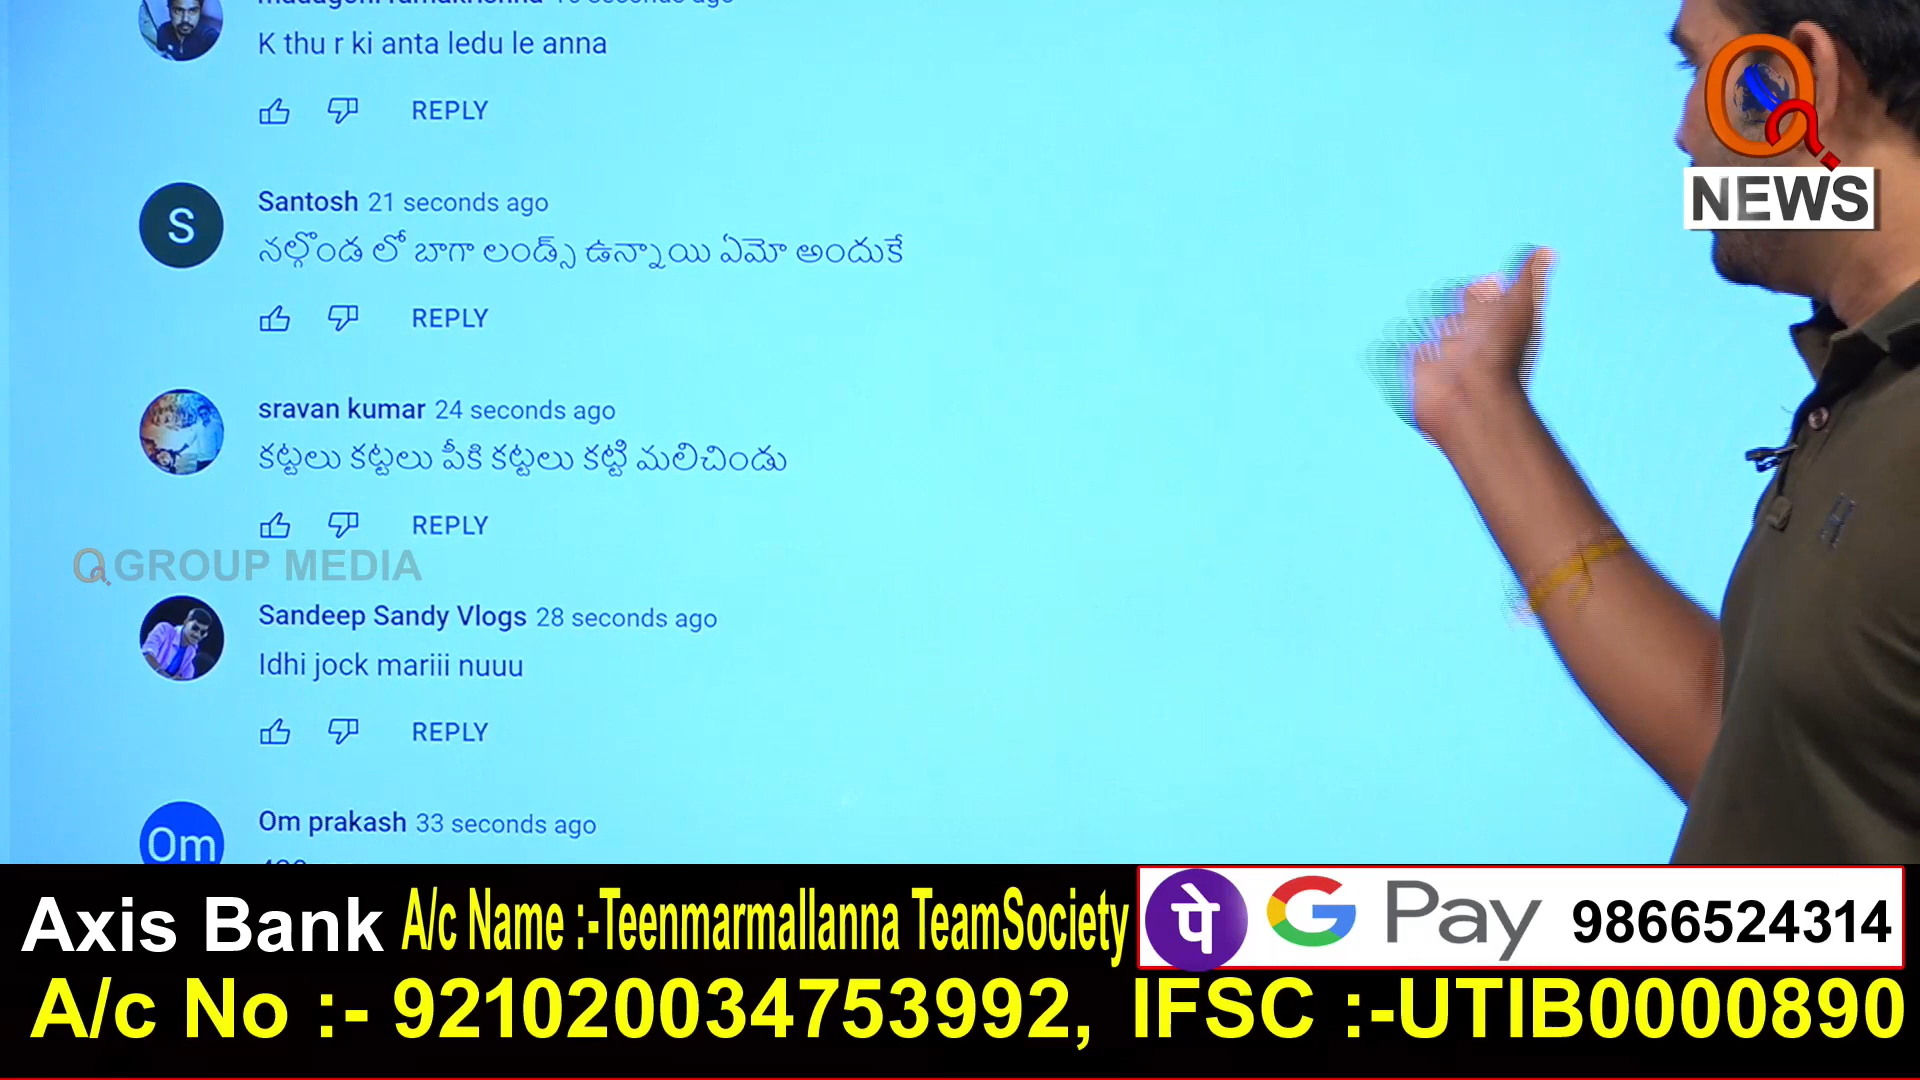 K thu r ki anta ledu le anna
REPLY
Santosh 21 seconds ago
నల్గొండ లో బాగా లండ్స్ ఉన్నాయి ఏమో అందుకే
REPLY
sravan kumar 24 seconds ago
కట్టలు కట్టలు పీకి కట్టలు కట్టి మలిచిండు
REPLY
Q GROUP MEDIA
Sandeep Sandy Vlogs 28 seconds ago
Idhi jock mariii nuuu
REPLY
Om
Om prakash 33 seconds ago
S
Q NEWS
Axis Bank A/c Name :-Teenmarmallanna TeamSociety
पे G Pay 9866524314
A/c No :- 921020034753992, IFSC :-UTIB0000890